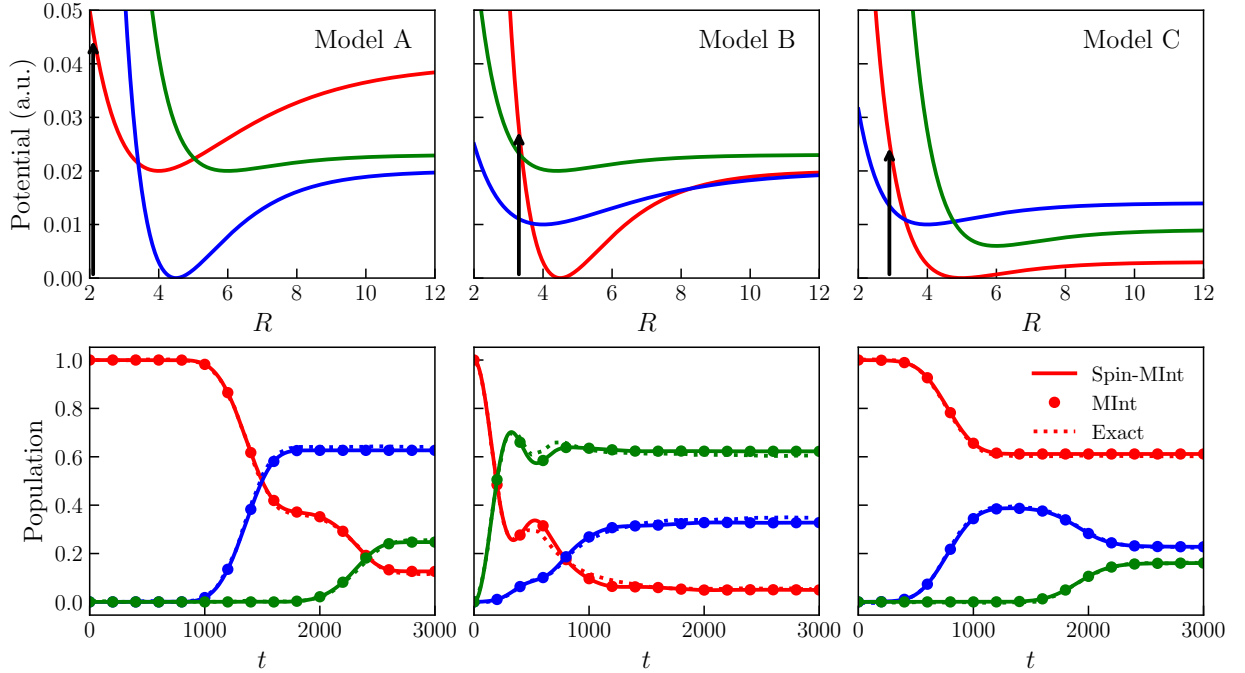 Model A
Model B
Model C
Potential (a.u.)
0.05
0.04
0.03
0.02
0.01
0.00
2 4 6 8 10 12
2 4 6 8 10 12
2 4 6 8 10 12
R
R
R
Population
1.0
0.8
0.6
0.4
0.2
0.0
Spin-MInt
MInt
Exact
0 1000 2000 3000
0 1000 2000 3000
0 1000 2000 3000
t
t
t